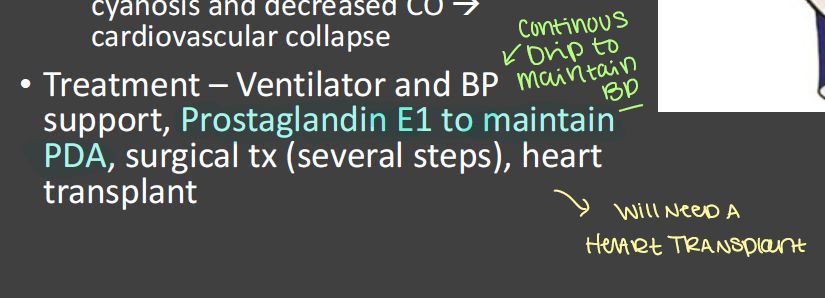 cyanosis and decreased CO →
cardiovascular collapse
Continous
Drip to
maintain
BP
• Treatment – Ventilator and BP
support, Prostaglandin E1 to maintain
PDA, surgical tx (several steps), heart
transplant
Will Need A
Heart Transplant